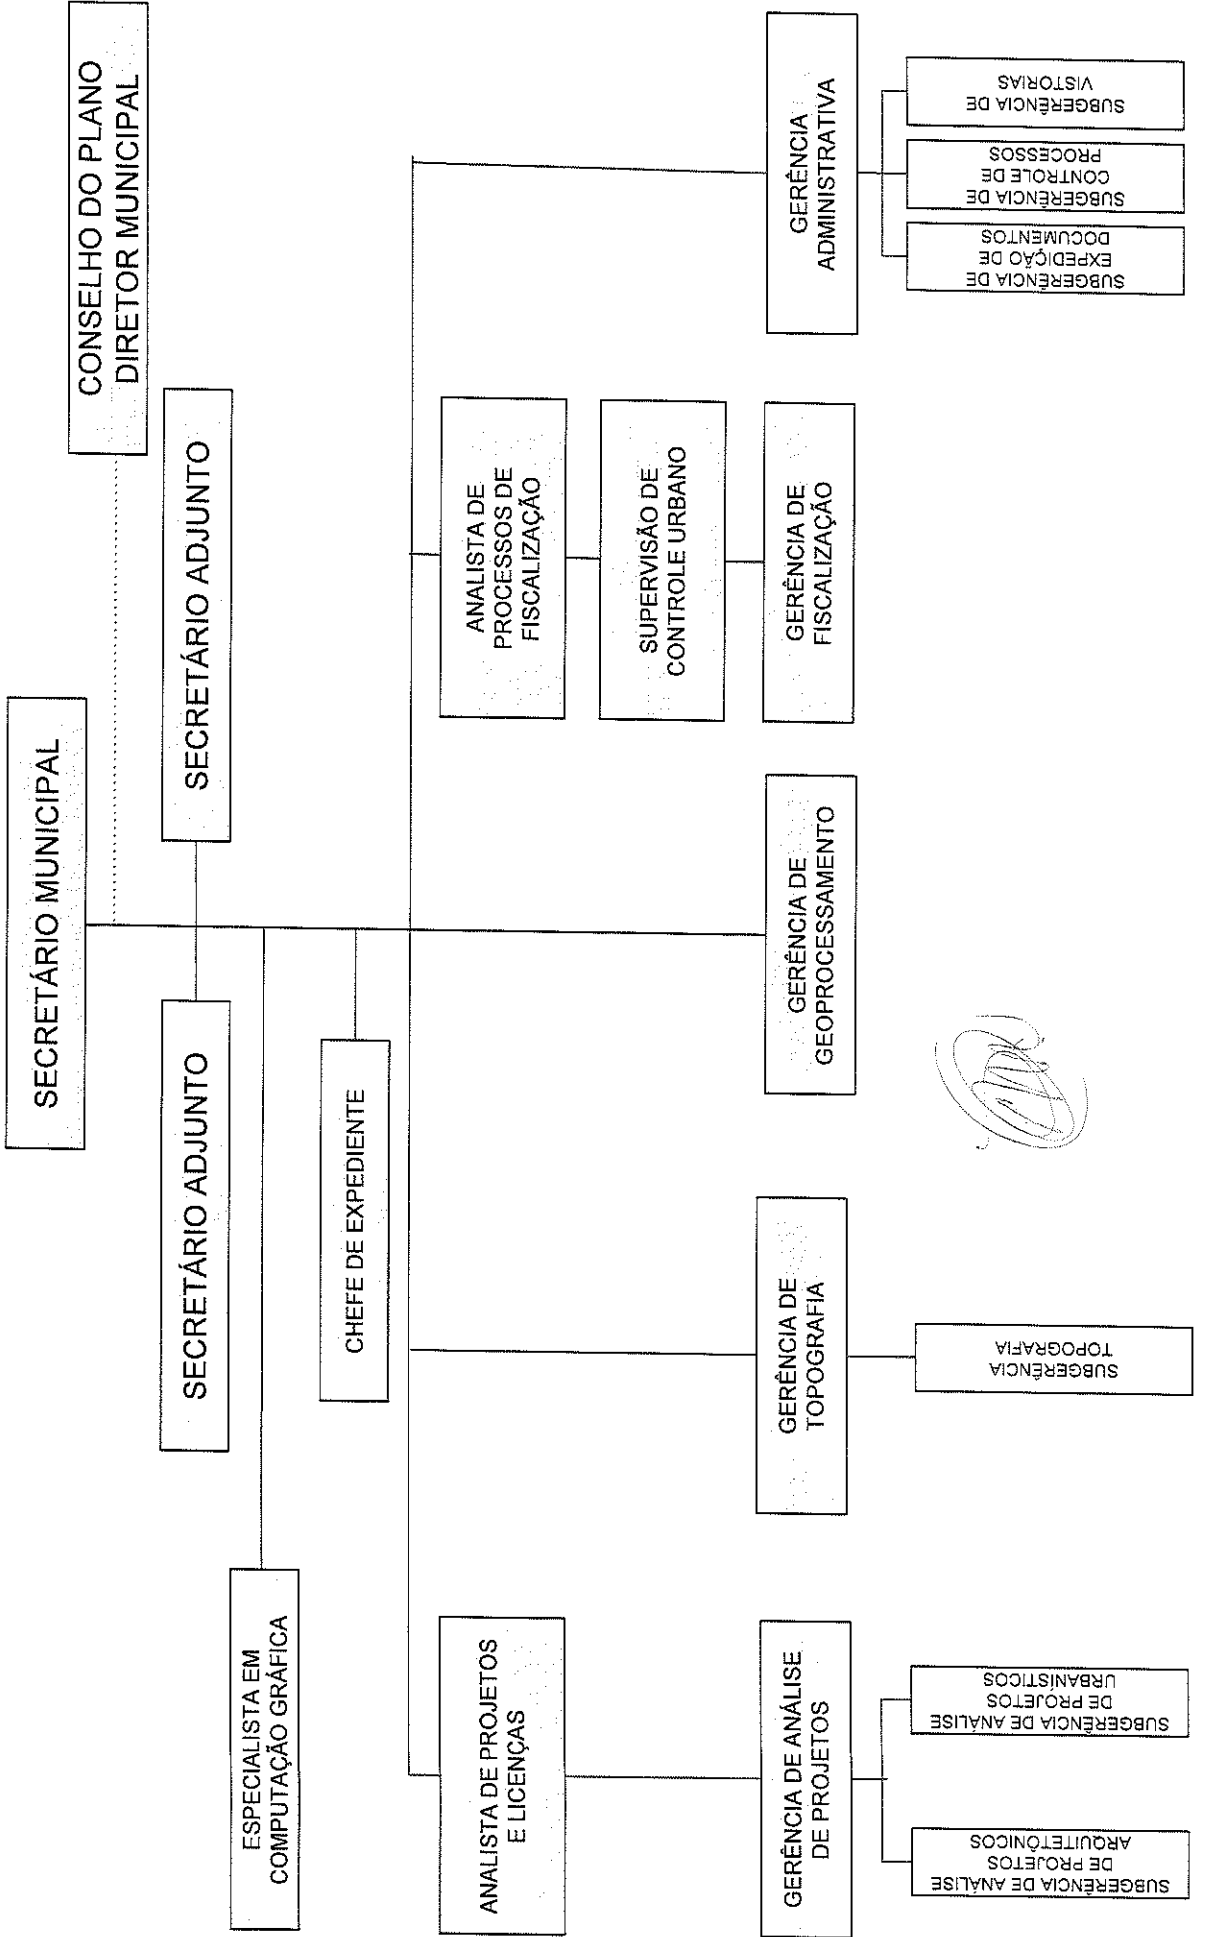 SECRETÁRIO MUNICIPAL
CONSELHO DO PLANO
DIRETOR MUNICIPAL
SECRETÁRIO ADJUNTO
SECRETÁRIO ADJUNTO
ESPECIALISTA EM
COMPUTAÇÃO GRÁFICA
CHEFE DE EXPEDIENTE
ANALISTA DE PROJETOS
E LICENÇAS
ANALISTA DE
PROCESSOS DE
FISCALIZAÇÃO
SUPERVISÃO DE
CONTROLE URBANO
GERÊNCIA DE ANÁLISE
DE PROJETOS
GERÊNCIA DE
TOPOGRAFIA
GERÊNCIA DE
GEOPROCESSAMENTO
GERÊNCIA DE
FISCALIZAÇÃO
GERÊNCIA
ADMINISTRATIVA
SUBGERÊNCIA DE ANÁLISE
DE PROJETOS
ARQUITETÔNICOS
SUBGERÊNCIA DE ANÁLISE
DE PROJETOS
URBANÍSTICOS
SUBGERÊNCIA
TOPOGRAFIA
SUBGERÊNCIA DE
EXPEDIÇÃO DE
DOCUMENTOS
SUBGERÊNCIA DE
CONTROLE DE
PROCESSOS
SUBGERÊNCIA DE
VISTORIAS